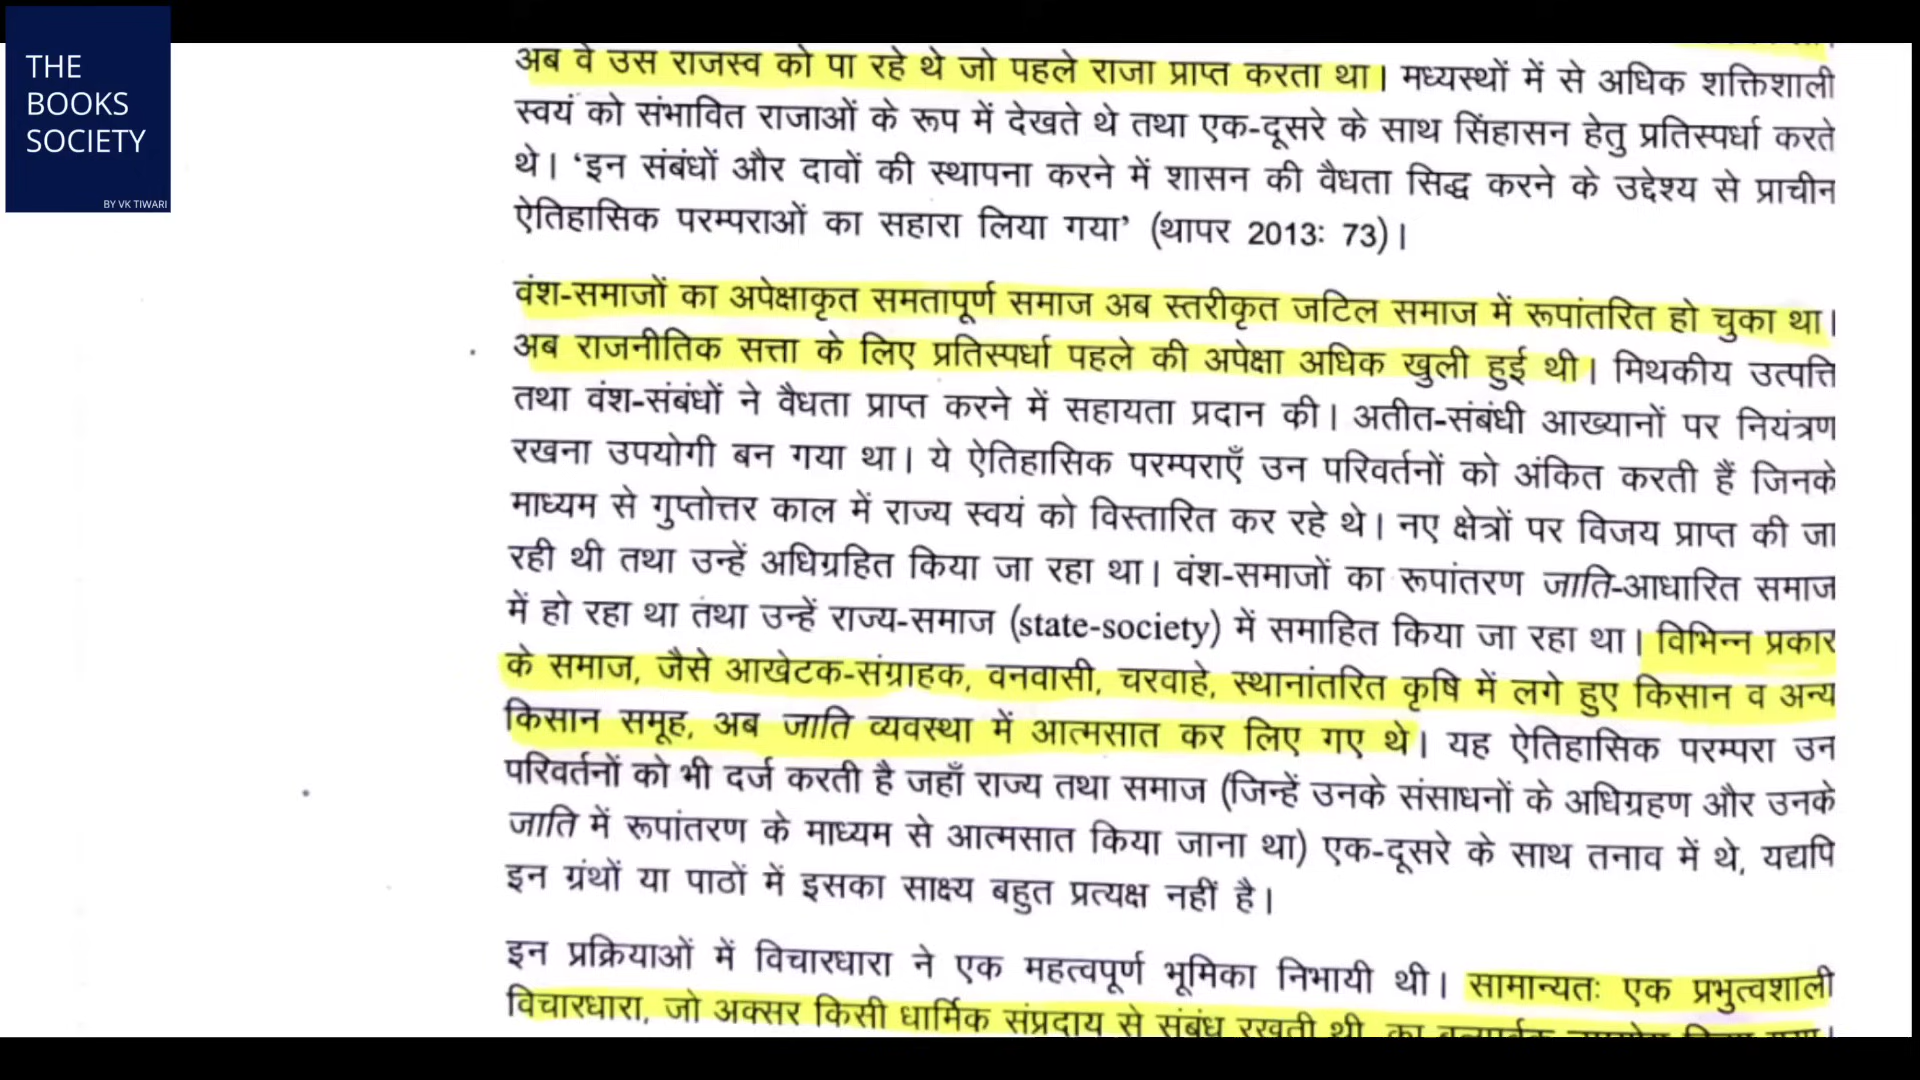 THE
BOOKS
SOCIETY
BY VK TIWARI
अब वे उस राजस्व को पा रहे थे जो पहले राजा प्राप्त करता था। मध्यस्थों में से अधिक शक्तिशाली
स्वयं को संभावित राजाओं के रूप में देखते थे तथा एक-दूसरे के साथ सिंहासन हेतु प्रतिस्पर्धा करते
थे। ‘इन संबंधों और दावों की स्थापना करने में शासन की वैधता सिद्ध करने के उद्देश्य से प्राचीन
ऐतिहासिक परम्पराओं का सहारा लिया गया’ (थापर 2013: 73)।
वंश-समाजों का अपेक्षाकृत समतापूर्ण समाज अब स्तरीकृत जटिल समाज में रूपांतरित हो चुका था।
अब राजनीतिक सत्ता के लिए प्रतिस्पर्धा पहले की अपेक्षा अधिक खुली हुई थी। मिथकीय उत्पत्ति
तथा वंश-संबंधों ने वैधता प्राप्त करने में सहायता प्रदान की। अतीत-संबंधी आख्यानों पर नियंत्रण
रखना उपयोगी बन गया था। ये ऐतिहासिक परम्पराएँ उन परिवर्तनों को अंकित करती हैं जिनके
माध्यम से गुप्तोत्तर काल में राज्य स्वयं को विस्तारित कर रहे थे। नए क्षेत्रों पर विजय प्राप्त की जा
रही थी तथा उन्हें अधिग्रहित किया जा रहा था। वंश-समाजों का रूपांतरण जाति-आधारित समाज
में हो रहा था तथा उन्हें राज्य-समाज (state-society) में समाहित किया जा रहा था। विभिन्न प्रकार
के समाज, जैसे आखेटक-संग्राहक, वनवासी, चरवाहे, स्थानांतरित कृषि में लगे हुए किसान व अन्य
किसान समूह, अब जाति व्यवस्था में आत्मसात कर लिए गए थे। यह ऐतिहासिक परम्परा उन
परिवर्तनों को भी दर्ज करती है जहाँ राज्य तथा समाज (जिन्हें उनके संसाधनों के अधिग्रहण और उनके
जाति में रूपांतरण के माध्यम से आत्मसात किया जाना था) एक-दूसरे के साथ तनाव में थे, यद्यपि
इन ग्रंथों या पाठों में इसका साक्ष्य बहुत प्रत्यक्ष नहीं है।
इन प्रक्रियाओं में विचारधारा ने एक महत्वपूर्ण भूमिका निभायी थी। सामान्यतः एक प्रभुत्वशाली
विचारधारा, जो अक्सर किसी धार्मिक संप्रदाय से संबंध रखती थी, का